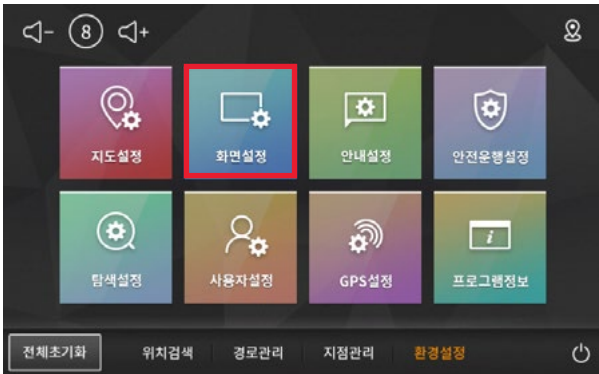 8
지도설정
화면설정
안내설정
안전운행설정
탐색설정
사용자설정
GPS설정
i
프로그램정보
전체초기화
위치검색
경로관리
지점관리
환경설정